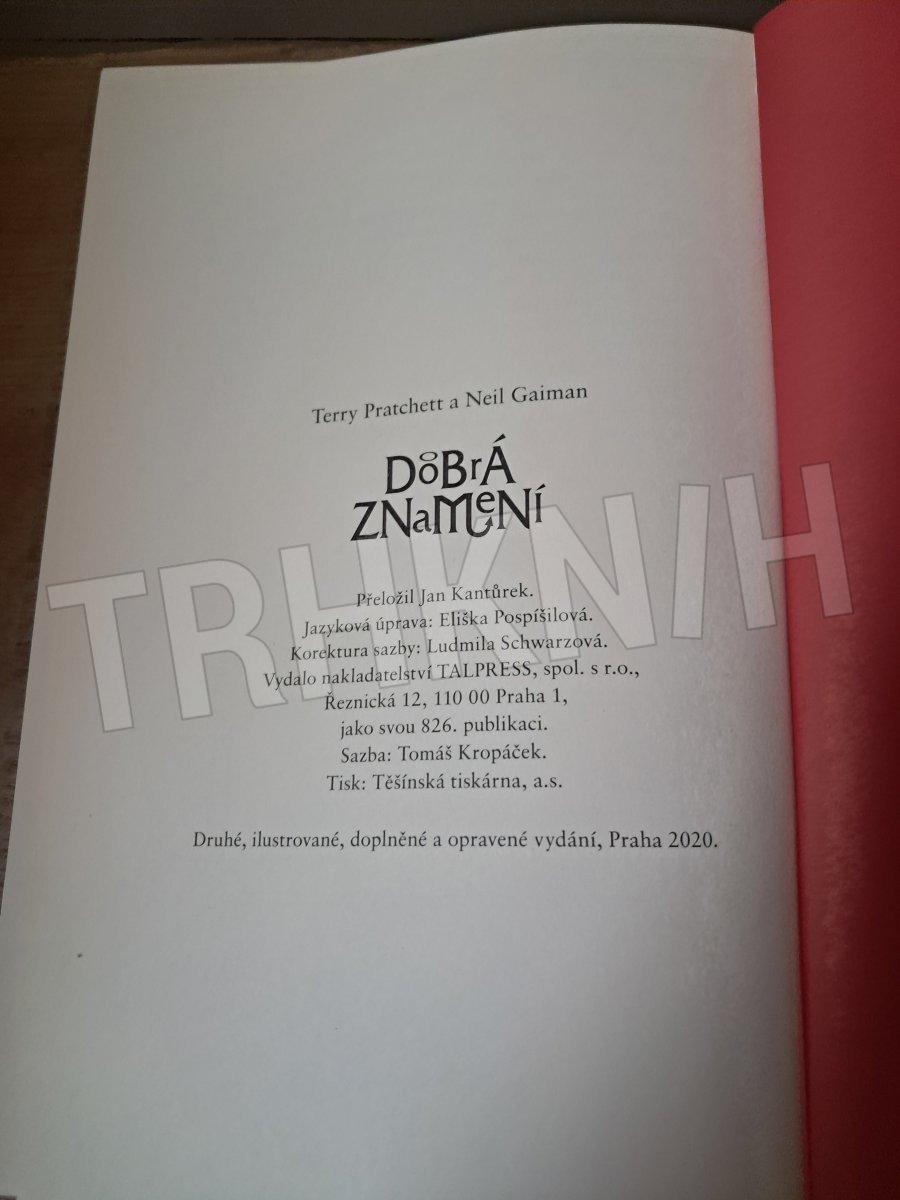 Terry Pratchett a Neil Gaiman
DOBrÁ
ZNaMeNí
Přeložil Jan Kantůrek.
Jazyková úprava: Eliška Pospíšilová.
Korektura sazby: Ludmila Schwarzová.
Vydalo nakladatelství TALPRESS, spol. s r.o.,
Řeznická 12, 110 00 Praha 1,
jako svou 826. publikaci.
Sazba: Tomáš Kropáček.
Tisk: Těšínská tiskárna, a.s.
Druhé, ilustrované, doplněné a opravené vydání, Praha 2020.
TRHKNIH